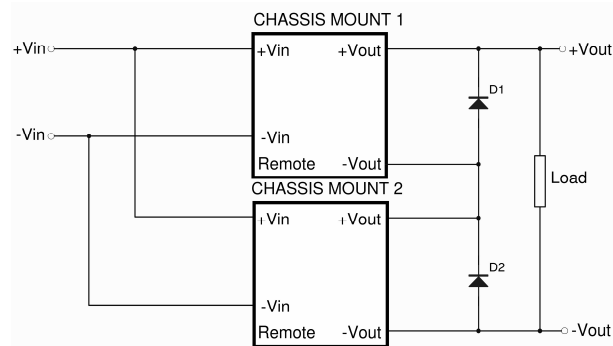 CHASSIS MOUNT 1
+Vin
+Vin
+Vout
+Vout
D1
-Vin
-Vin
Remote
-Vout
Load
CHASSIS MOUNT 2
+Vin
+Vout
D2
-Vin
Remote
-Vout
-Vout